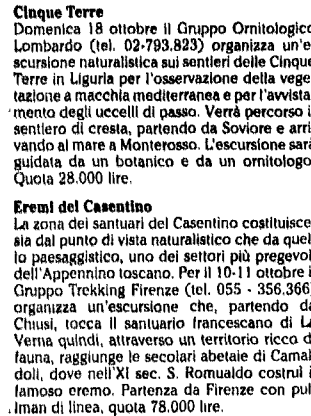 Cinque Terre
Domenica 18 ottobre il Gruppo Ornitologico
Lombardo (tel. 02-793.823) organizza un'e
scursione naturalistica sui sentieri delle Cinque
Terre in Liguria per l'osservazione della vege
tazione a macchia mediterranea e per l'avvista
mento degli uccelli di passo. Verrà percorso i
sentiero di cresta, partendo da Soviore e arri
vando al mare a Monterosso. L'escursione sarà
guidata da un botanico e da un ornitologo
Quota 28.000 lire.
Eremi del Casentino
La zona dei santuari del Casentino costituisce
sia dal punto di vista naturalistico che da quel
lo paesaggistico, uno dei settori più pregevol
dell'Appennino toscano. Per il 10-11 ottobre i
Gruppo Trekking Firenze (tel. 055 - 356.366
organizza un'escursione che, partendo da
Chiusi, tocca il santuario francescano di La
Verna quindi, attraverso un territorio ricco d
fauna, raggiunge le secolari abetaie di Camal
doli, dove nell'XI sec. S. Romualdo costruì i
famoso eremo. Partenza da Firenze con pul
lman di linea, quota 78.000 lire.